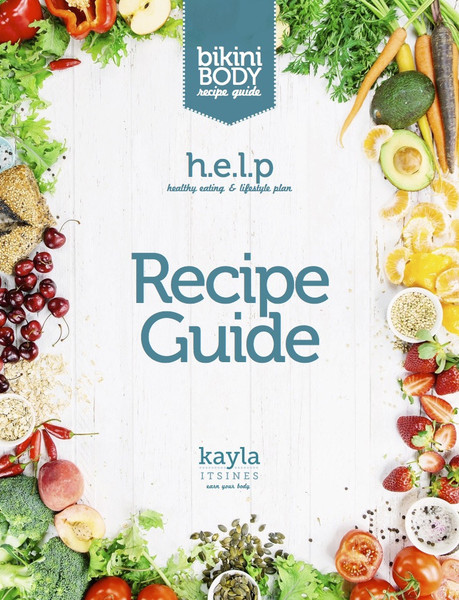 bikini
BODY
recipe guide
h.e.l.p
healthy eating & lifestyle plan
Recipe
Guide
kayla
ITSINES
earn your body